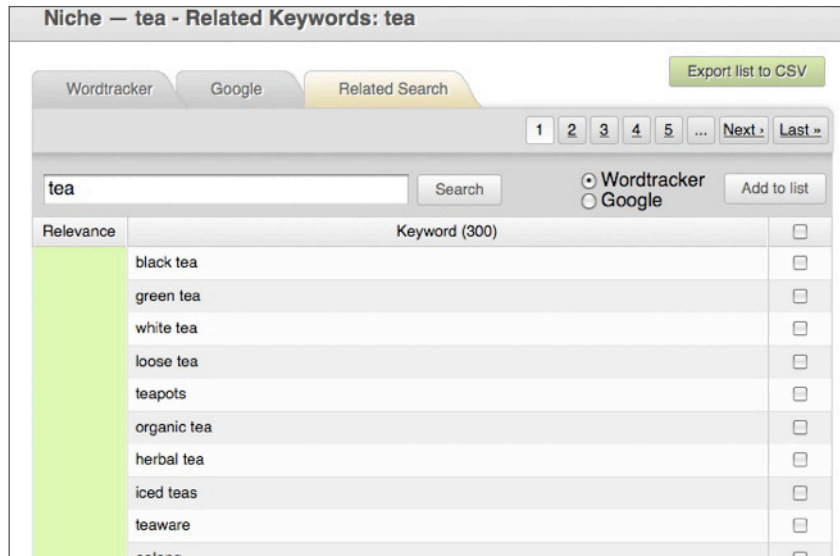 Niche — tea - Related Keywords: tea
Export list to CSV
Wordtracker Google Related Search
1 2 3 4 5 ... Next › Last »
tea Search Wordtracker Add to list
Google
Relevance Keyword (300)
black tea
green tea
white tea
loose tea
teapots
organic tea
herbal tea
iced teas
teaware